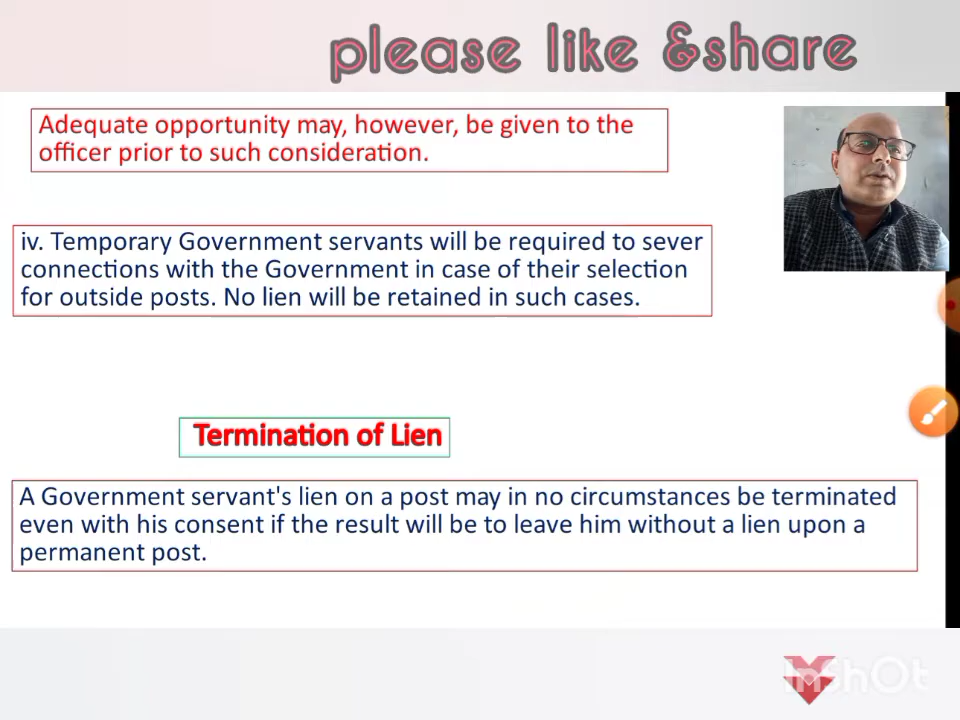 please like &share
Adequate opportunity may, however, be given to the
officer prior to such consideration.
iv. Temporary Government servants will be required to sever
connections with the Government in case of their selection
for outside posts. No lien will be retained in such cases.
Termination of Lien
A Government servant's lien on a post may in no circumstances be terminated
even with his consent if the result will be to leave him without a lien upon a
permanent post.
InShOt